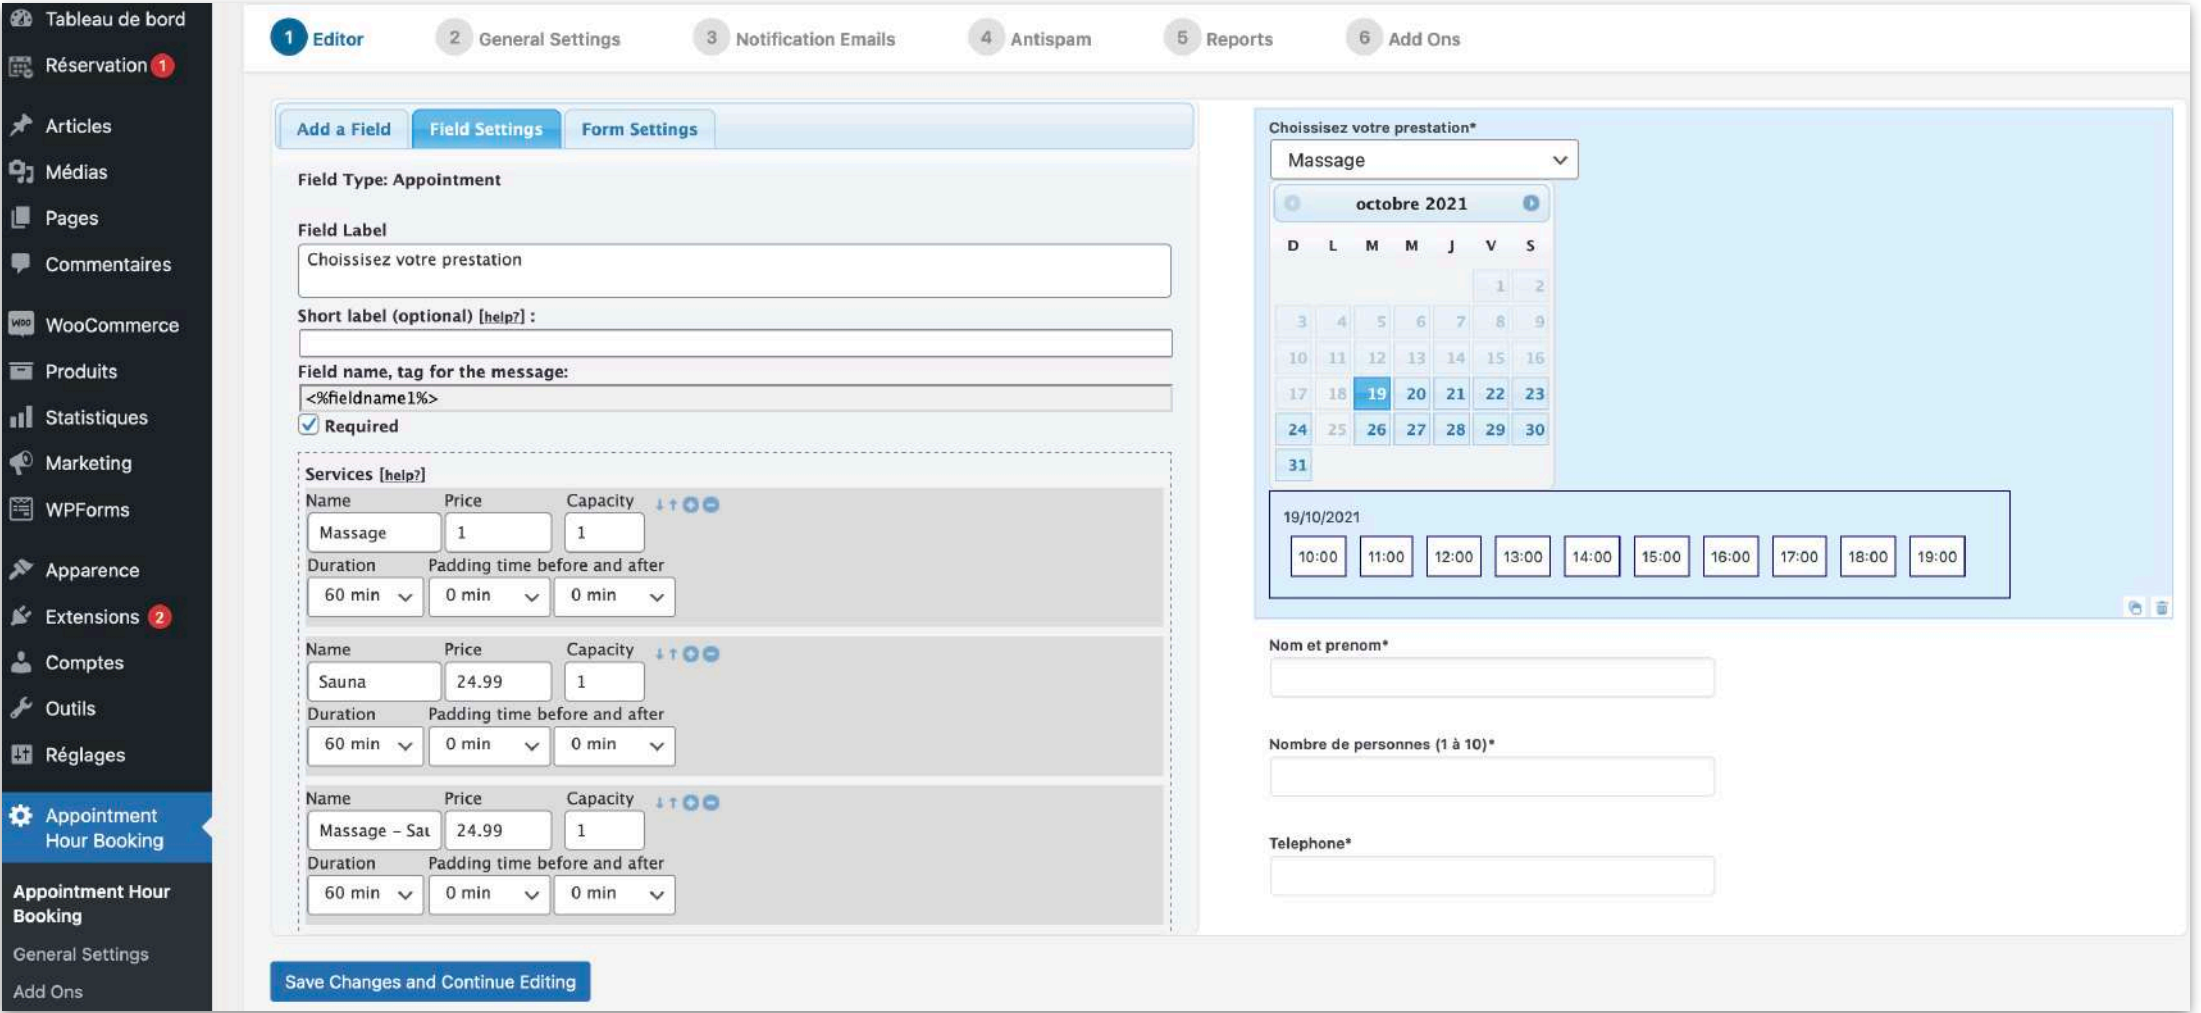 Tableau de bord
Réservation 1
Articles
Médias
Pages
Commentaires
WooCommerce
Produits
Statistiques
Marketing
WPForms
Apparence
Extensions 2
Comptes
Outils
Réglages
Appointment
Hour Booking
Appointment Hour
Booking
General Settings
Add Ons
1 Editor 2 General Settings 3 Notification Emails 4 Antispam 5 Reports 6 Add Ons
Add a Field Field Settings Form Settings
Field Type: Appointment
Field Label
Choissisez votre prestation
Short label (optional) [help?] :
Field name, tag for the message:
<%fieldname1%>
Required
Services [help?]
Name Price Capacity
Massage 1 1
Duration Padding time before and after
60 min 0 min 0 min
Name Price Capacity
Sauna 24.99 1
Duration Padding time before and after
60 min 0 min 0 min
Name Price Capacity
Massage – Sau 24.99 1
Duration Padding time before and after
60 min 0 min 0 min
Save Changes and Continue Editing
Choissisez votre prestation*
Massage
octobre 2021
D L M M J V S
1 2
3 4 5 6 7 8 9
10 11 12 13 14 15 16
17 18 19 20 21 22 23
24 25 26 27 28 29 30
31
19/10/2021
10:00 11:00 12:00 13:00 14:00 15:00 16:00 17:00 18:00 19:00
Nom et prenom*
Nombre de personnes (1 à 10)*
Telephone*